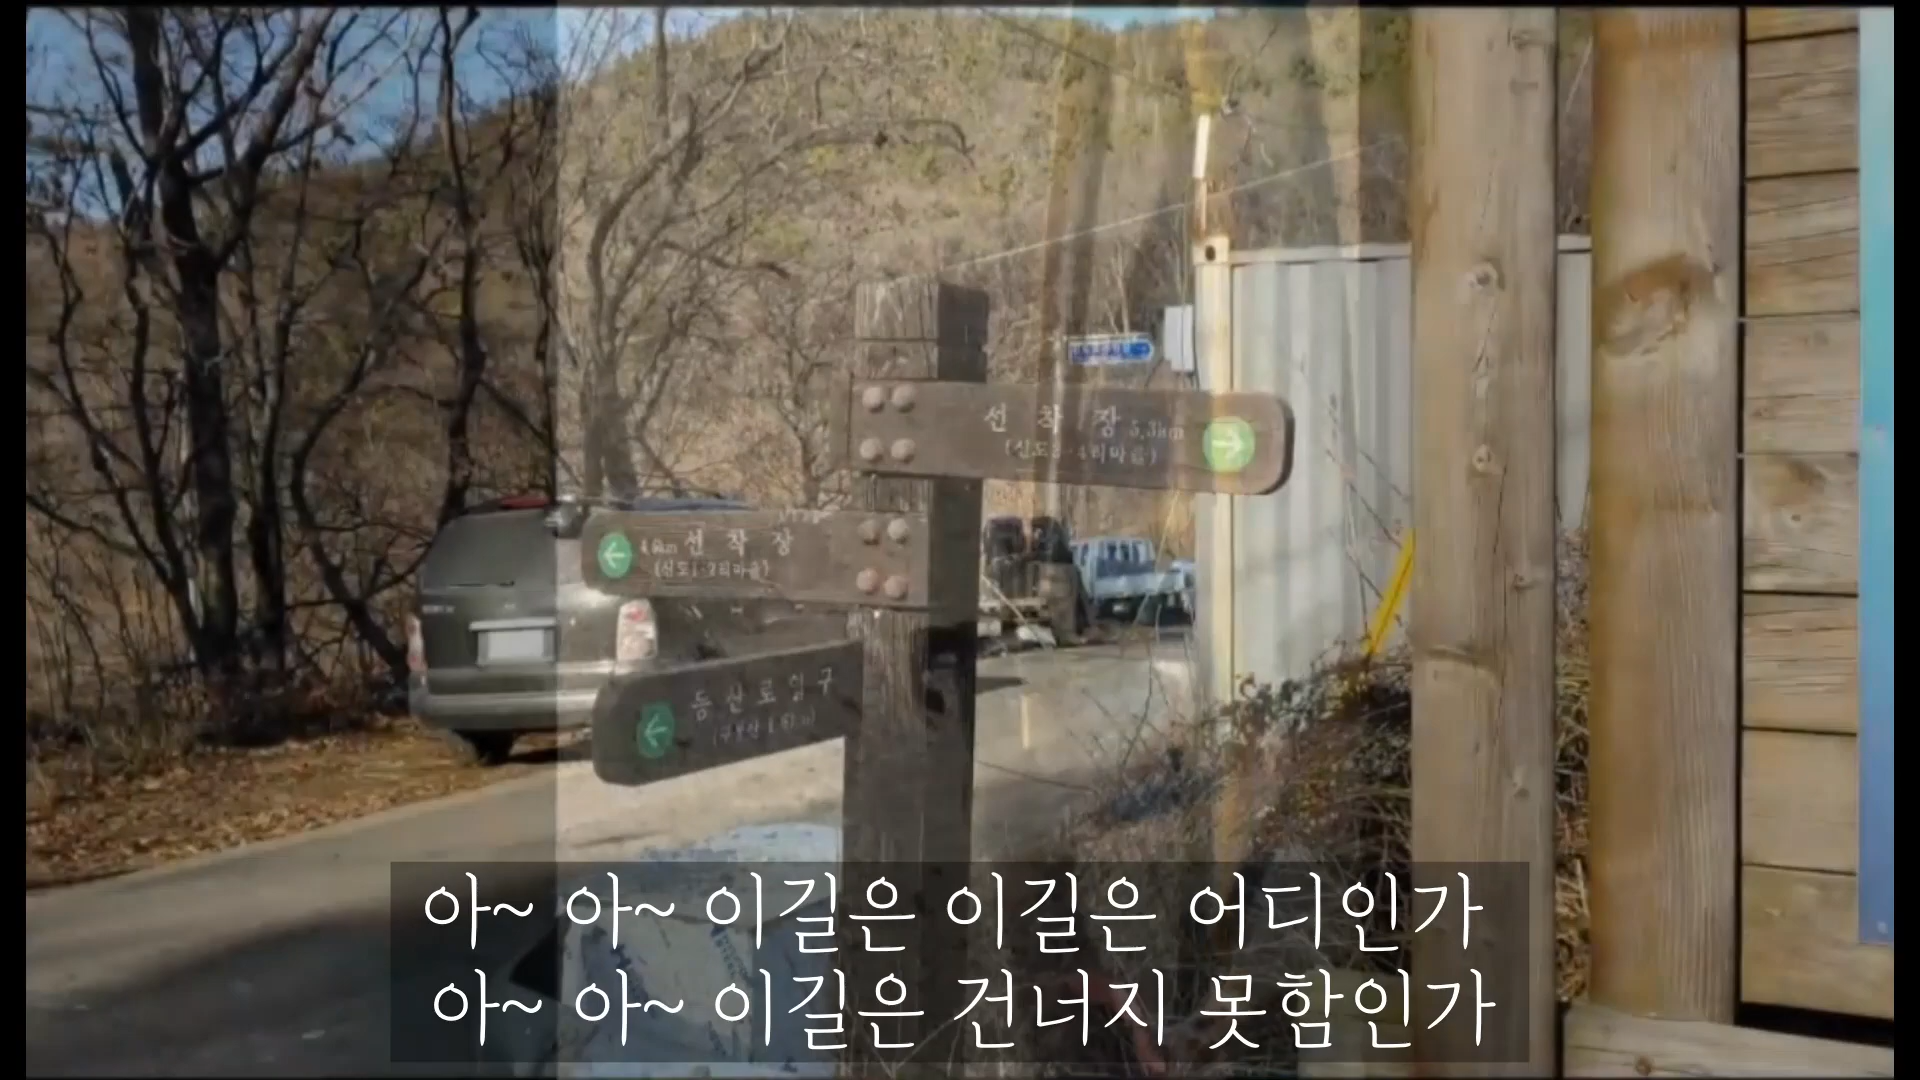 선 착 장 5.3km
(신도3·4리마을)
선 착 장
(신도1·2리마을)
등 산 로 입 구
아~ 아~ 이길은 이길은 어디인가
아~ 아~ 이길은 건너지 못함인가